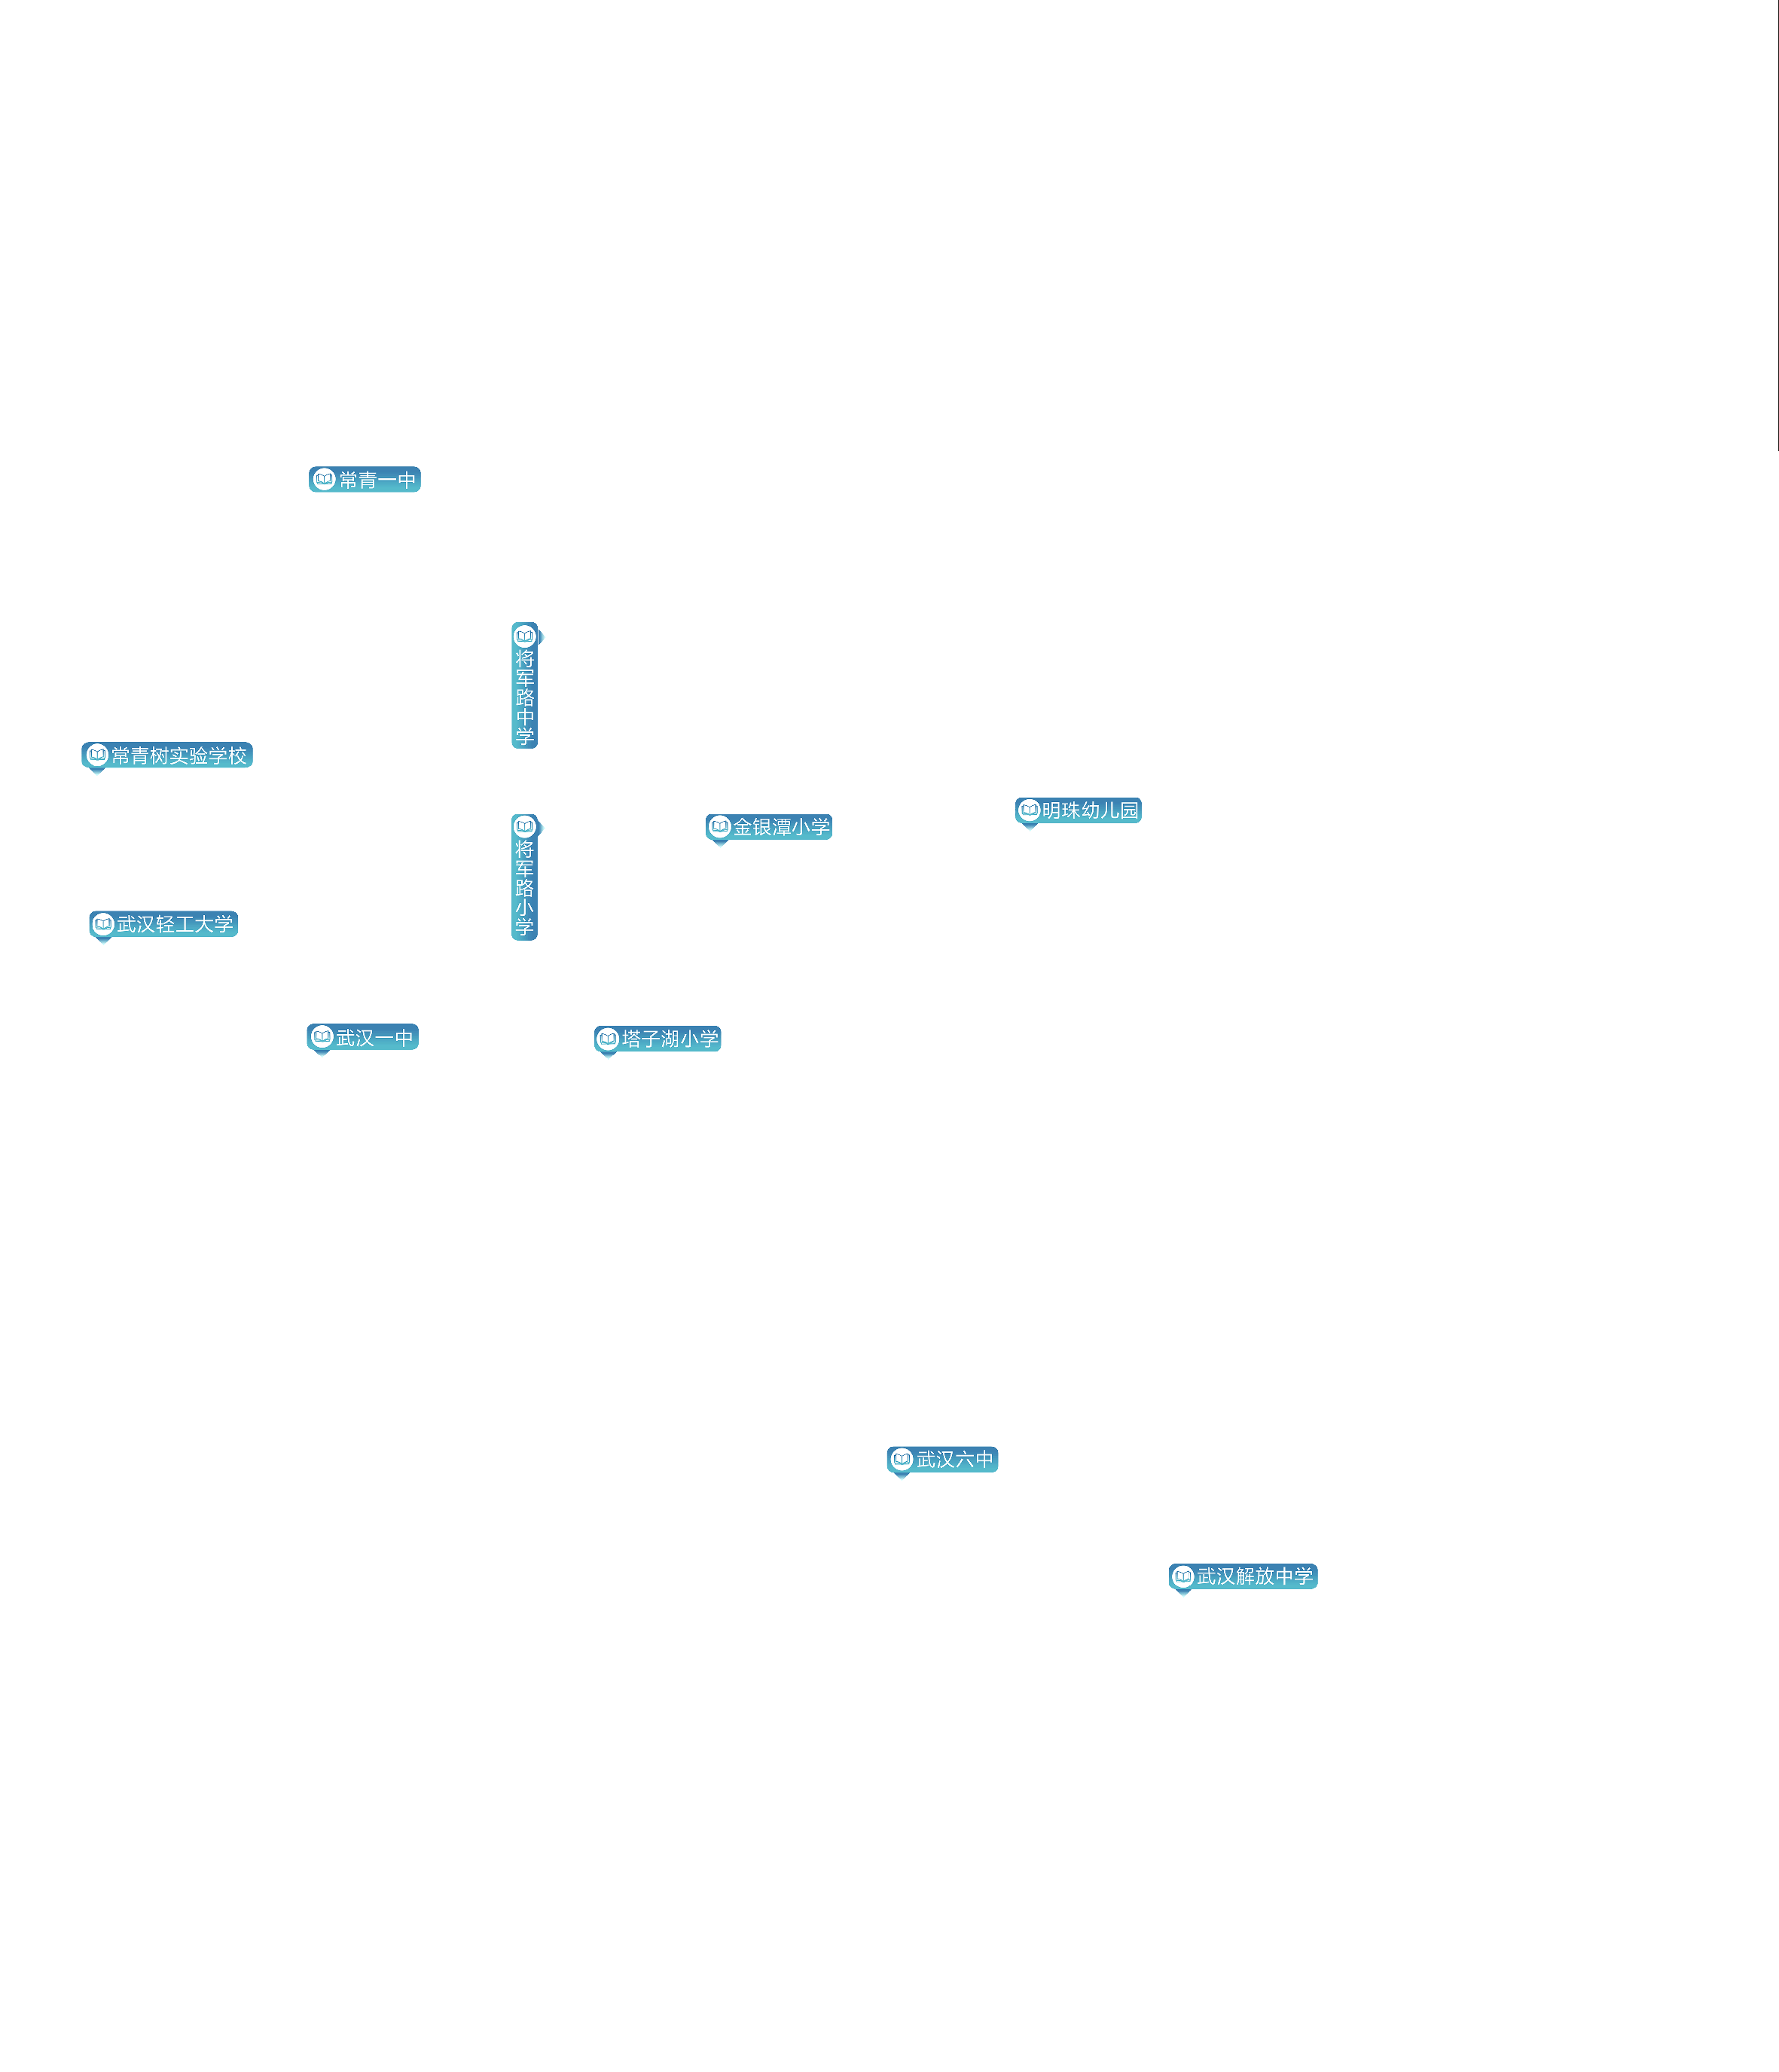 常青一中
将军路中学
常青树实验学校
明珠幼儿园
金银潭小学
将军路小学
武汉轻工大学
武汉一中
塔子湖小学
武汉六中
武汉解放中学